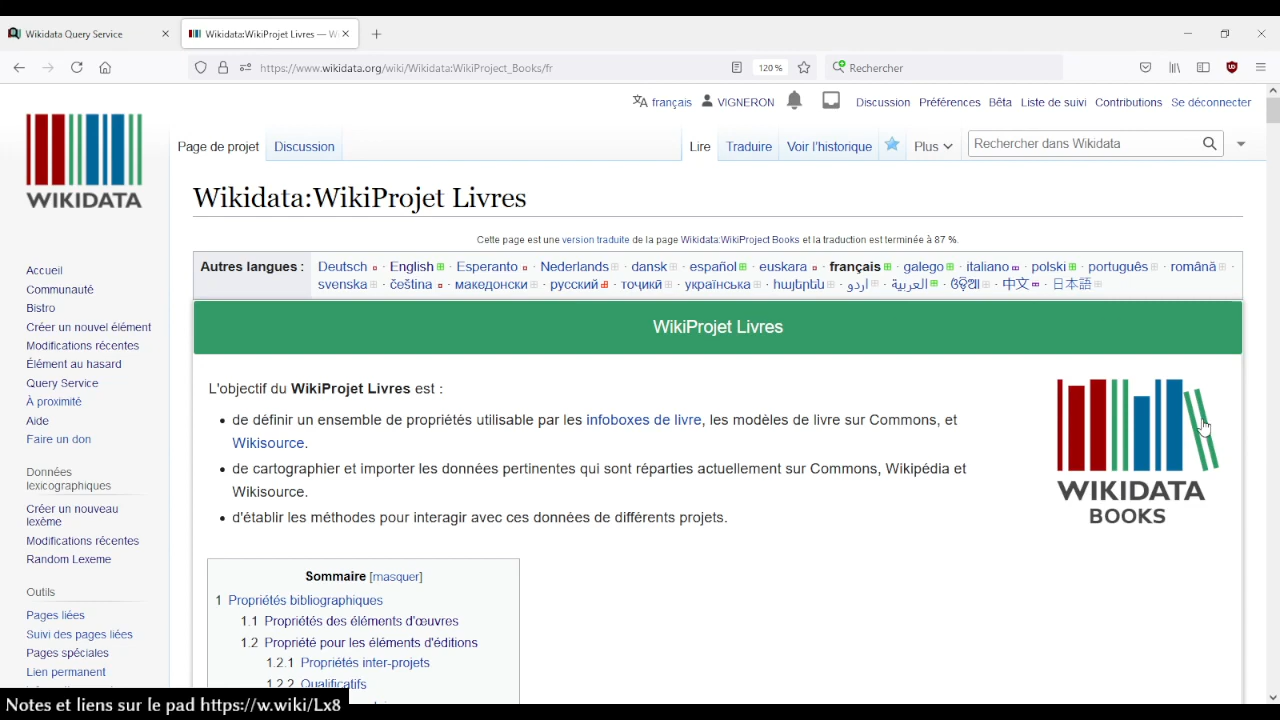 Wikidata Query Service
Wikidata:WikiProjet Livres — W
https://www.wikidata.org/wiki/Wikidata:WikiProject_Books/fr
120 %
Rechercher
français VIGNERON Discussion Préférences Bêta Liste de suivi Contributions Se déconnecter
Page de projet Discussion Lire Traduire Voir l'historique Plus Rechercher dans Wikidata
WIKIDATA
Accueil
Communauté
Bistro
Créer un nouvel élément
Modifications récentes
Élément au hasard
Query Service
À proximité
Aide
Faire un don
Données
lexicographiques
Créer un nouveau
lexème
Modifications récentes
Random Lexeme
Outils
Pages liées
Suivi des pages liées
Pages spéciales
Lien permanent
Wikidata:WikiProjet Livres
Cette page est une version traduite de la page Wikidata:WikiProject Books et la traduction est terminée à 87 %.
Autres langues : Deutsch · English · Esperanto · Nederlands · dansk · español · euskara · français · galego · italiano · polski · português · română ·
svenska · čeština · македонски · русский · тоҷикӣ · українська · հայերեն · اردو · العربية · ଓଡ଼ିଆ · 中文 · 日本語
WikiProjet Livres
L'objectif du WikiProjet Livres est :
• de définir un ensemble de propriétés utilisable par les infoboxes de livre, les modèles de livre sur Commons, et
Wikisource.
• de cartographier et importer les données pertinentes qui sont réparties actuellement sur Commons, Wikipédia et
Wikisource.
• d'établir les méthodes pour interagir avec ces données de différents projets.
WIKIDATA
BOOKS
Sommaire [masquer]
1 Propriétés bibliographiques
1.1 Propriétés des éléments d'œuvres
1.2 Propriété pour les éléments d'éditions
1.2.1 Propriétés inter-projets
1.2.2 Qualificatifs
Notes et liens sur le pad https://w.wiki/Lx8